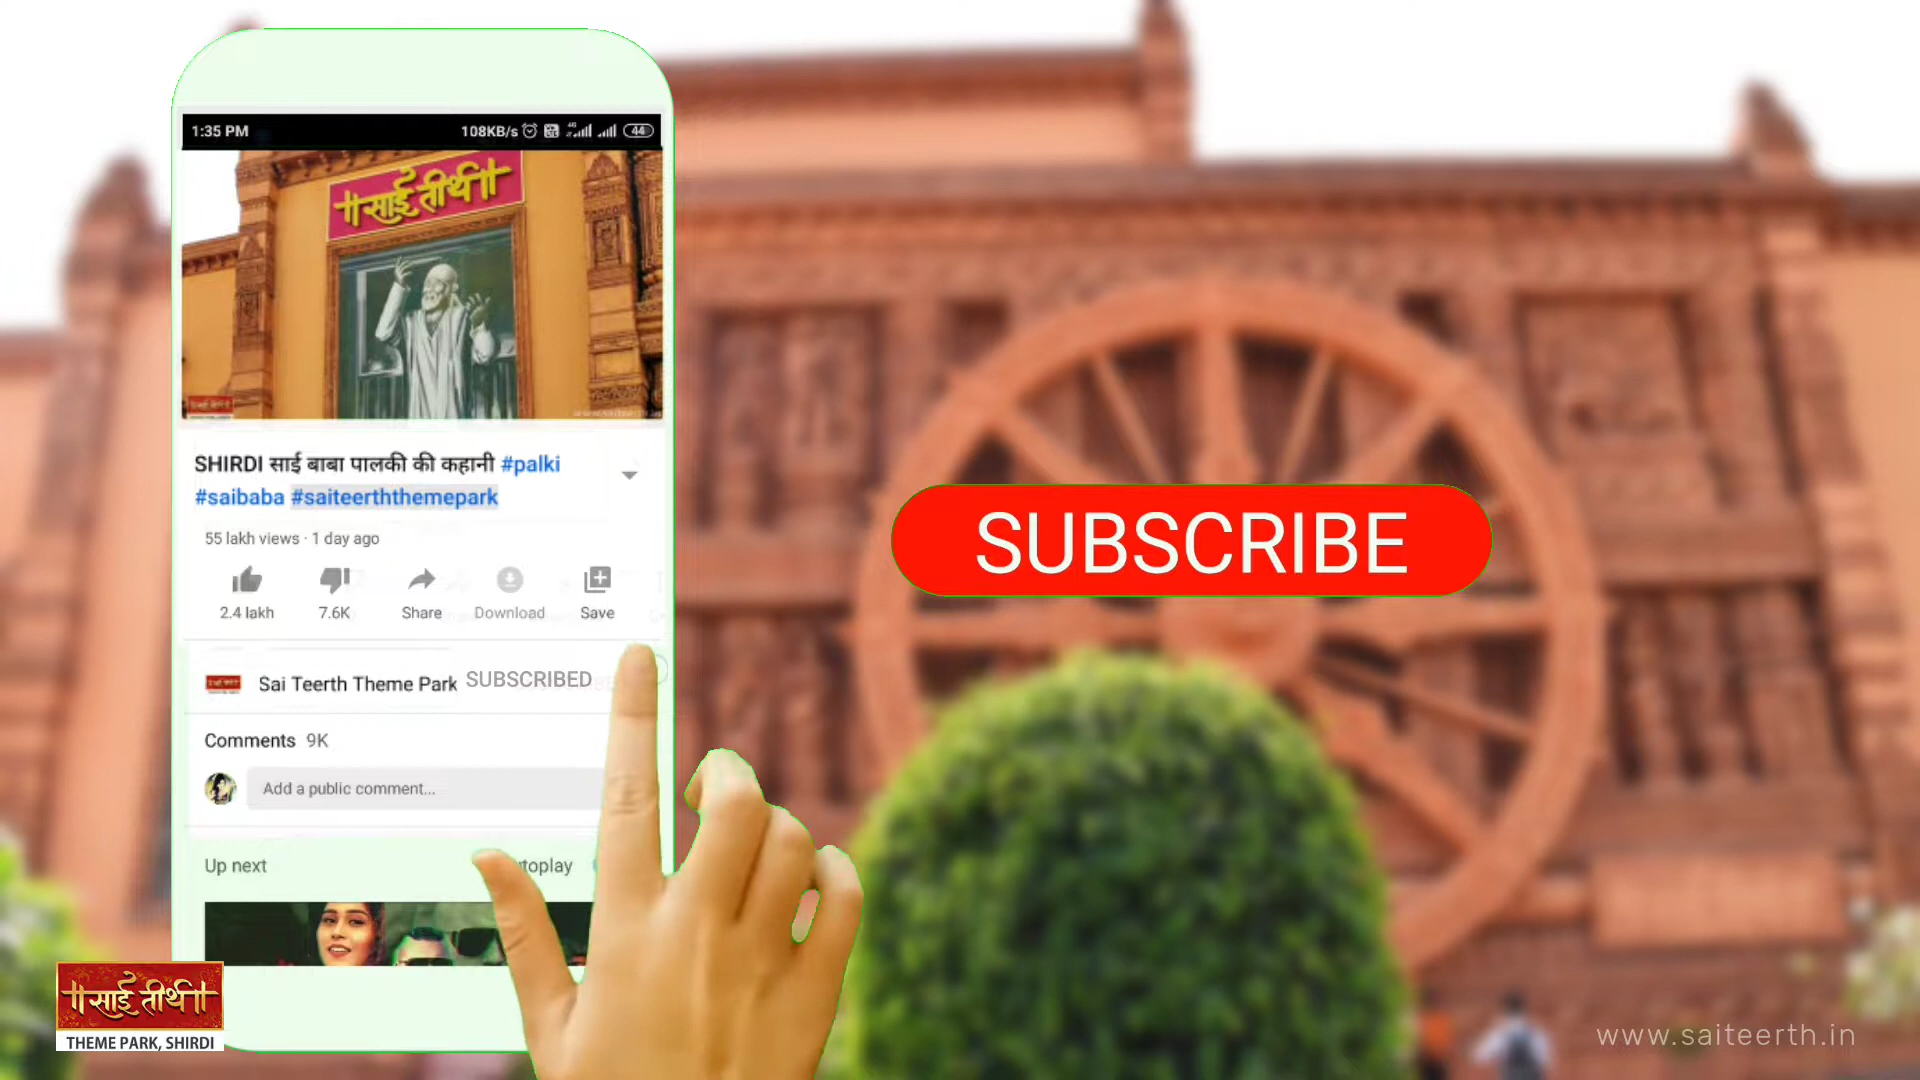 1:35 PM
108KB/s
4G
44
॥साई तीर्थ॥
SHIRDI साई बाबा पालकी की कहानी #palki
#saibaba #saiteerththemepark
55 lakh views · 1 day ago
2.4 lakh
7.6K
Share
Download
Save
Sai Teerth Theme Park
SUBSCRIBED
Comments 9K
Add a public comment...
Up next
toplay
SUBSCRIBE
॥साई तीर्थ॥
THEME PARK, SHIRDI
www.saiteerth.in